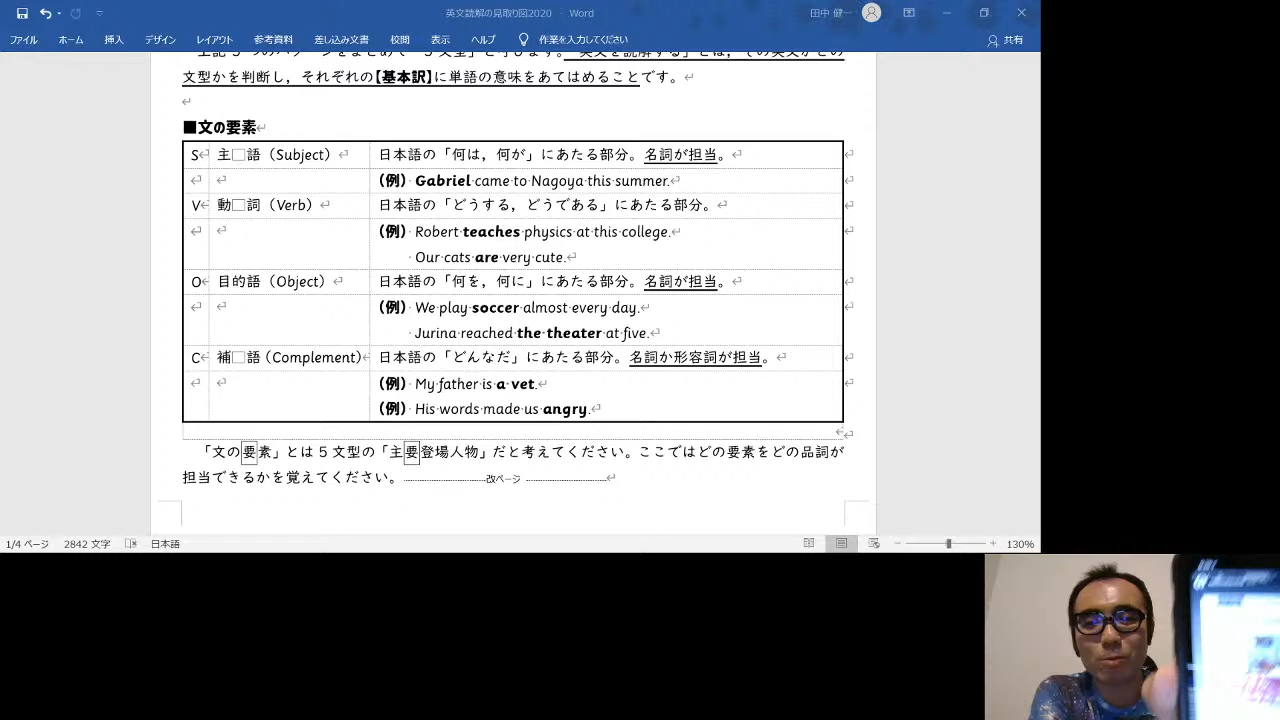 英文読解の見取り図2020 - Word 田中 健一
ファイル ホーム 挿入 デザイン レイアウト 参考資料 差し込み文書 校閲 表示 ヘルプ 作業を入力してください 共有
文型かを判断し，それぞれの【基本訳】に単語の意味をあてはめることです。
■文の要素
S 主□語（Subject） 日本語の「何は，何が」にあたる部分。名詞が担当。
（例） Gabriel came to Nagoya this summer.
V 動□詞（Verb） 日本語の「どうする，どうである」にあたる部分。
（例） Robert teaches physics at this college.
Our cats are very cute.
O 目的語（Object） 日本語の「何を，何に」にあたる部分。名詞が担当。
（例） We play soccer almost every day.
Jurina reached the theater at five.
C 補□語（Complement） 日本語の「どんなだ」にあたる部分。名詞か形容詞が担当。
（例） My father is a vet.
（例） His words made us angry.
「文の要素」とは 5 文型の「主要登場人物」だと考えてください。ここではどの要素をどの品詞が
担当できるかを覚えてください。 改ページ
1/4 ページ 2842 文字 日本語 130%